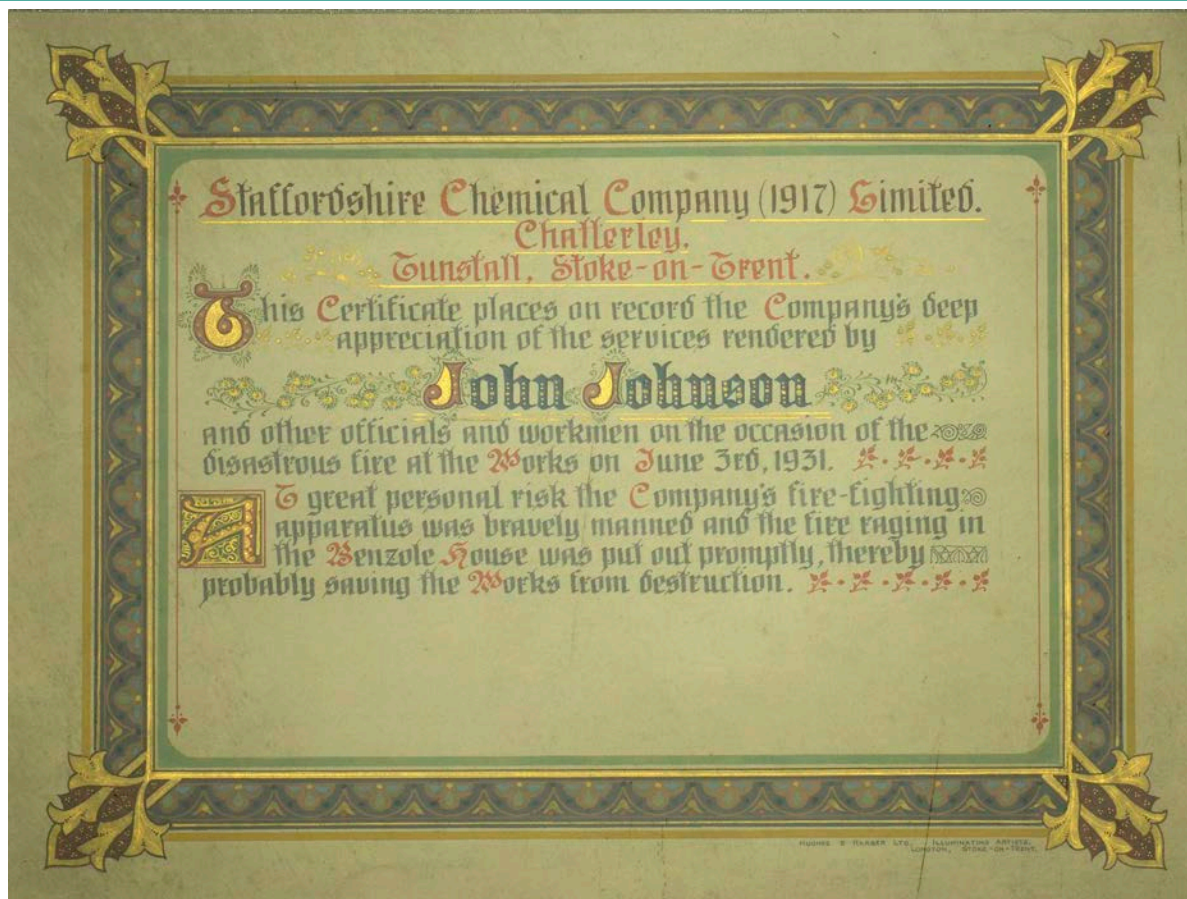 Staffordshire Chemical Company (1917) Limited.
Chatterley.
Tunstall, Stoke-on-Trent.
This Certificate places on record the Company's deep
appreciation of the services rendered by
John Johnson
and other officials and workmen on the occasion of the
disastrous fire at the Works on June 3rd, 1931.
AT great personal risk the Company's fire-fighting
apparatus was bravely manned and the fire raging in
the Benzole House was put out promptly, thereby
probably saving the Works from destruction.
HUGHES & HARBER LTD. ILLUMINATING ARTISTS.
LONGTON, STOKE-ON-TRENT.